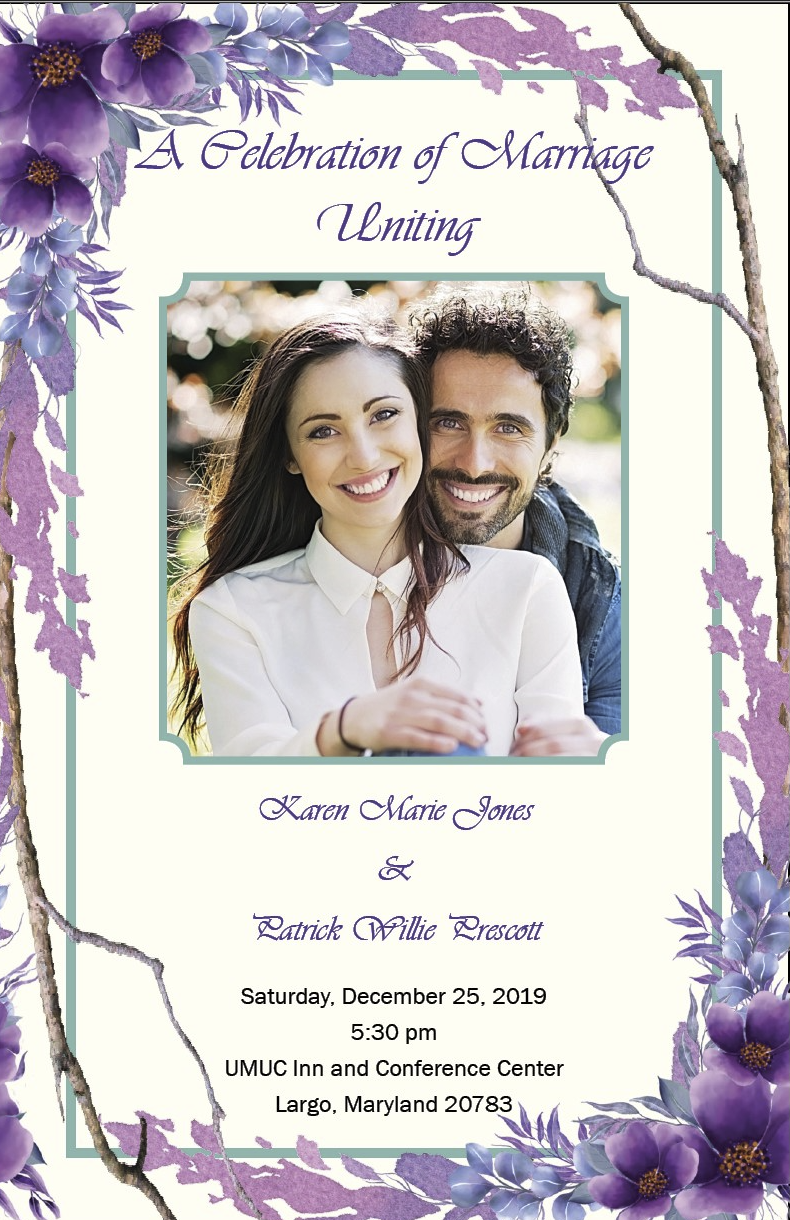 A Celebration of Marriage
Uniting
Karen Marie Jones
&
Patrick Willie Prescott
Saturday, December 25, 2019
5:30 pm
UMUC Inn and Conference Center
Largo, Maryland 20783